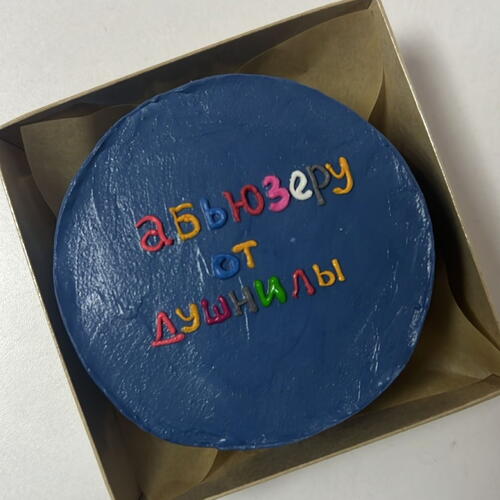 абьюзеру
от
душнилы